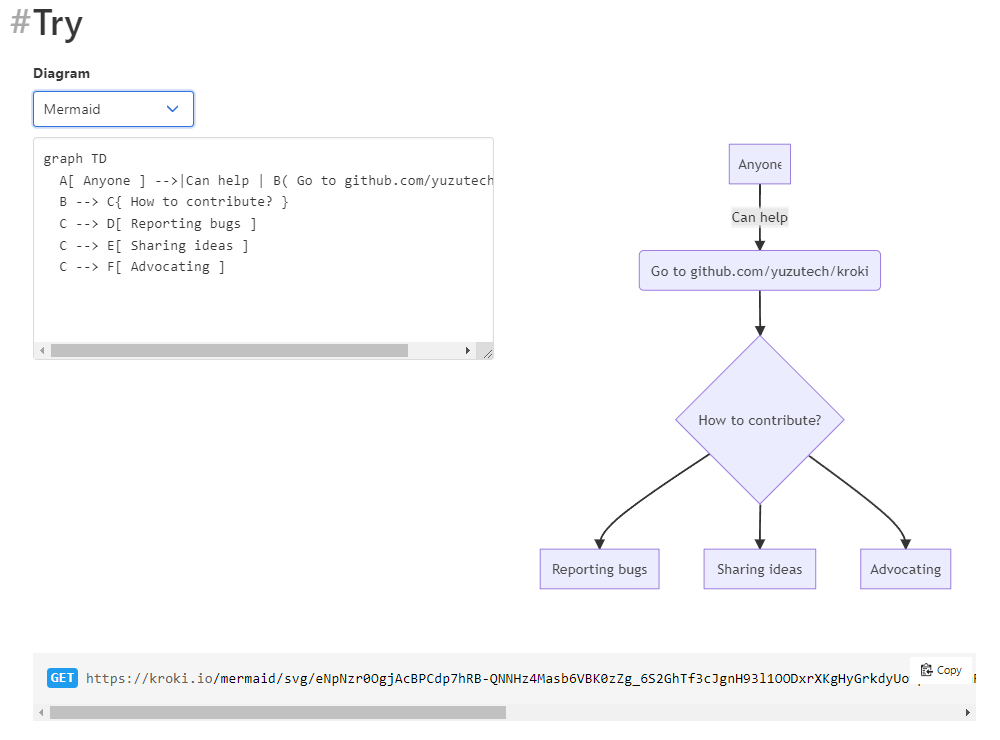 #Try
Diagram
Mermaid
graph TD
A[ Anyone ] -->|Can help | B( Go to github.com/yuzutech
B --> C{ How to contribute? }
C --> D[ Reporting bugs ]
C --> E[ Sharing ideas ]
C --> F[ Advocating ]
Anyone
Can help
Go to github.com/yuzutech/kroki
How to contribute?
Reporting bugs
Sharing ideas
Advocating
GET https://kroki.io/mermaid/svg/eNpNzr0OgjAcBPCdp7hRB-QNNHz4Masb6VBK0zZg_6S2GhTf3cJgnH93l1OODxrXKgHyGrkdyUo
Copy